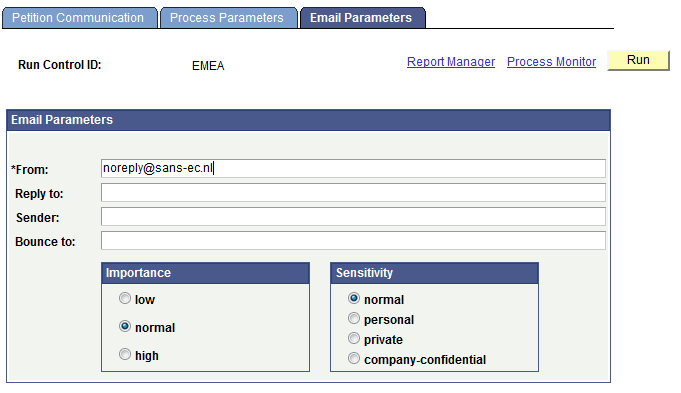 Petition Communication Process Parameters Email Parameters
Run Control ID: EMEA Report Manager Process Monitor Run
Email Parameters
*From: noreply@sans-ec.nl
Reply to:
Sender:
Bounce to:
Importance
low
normal
high
Sensitivity
normal
personal
private
company-confidential